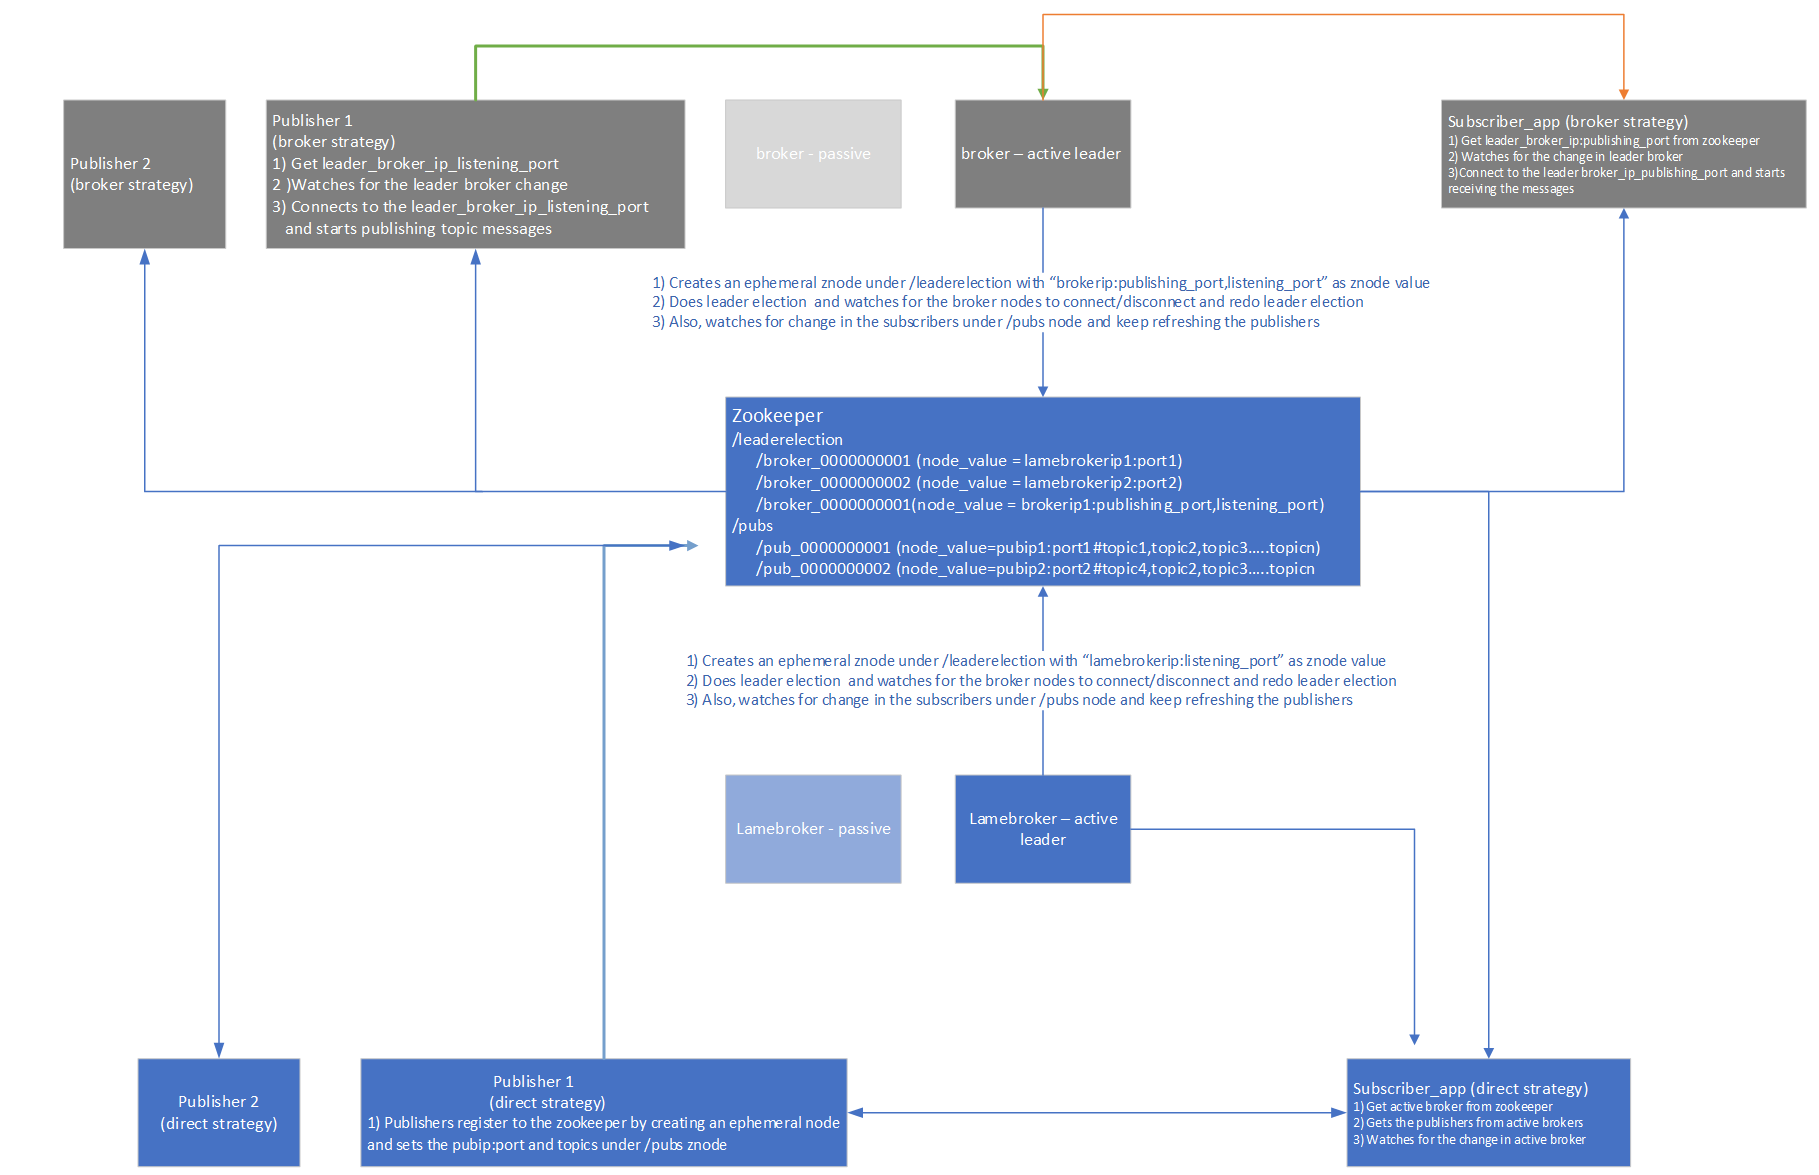 Publisher 2
(broker strategy)
Publisher 1
(broker strategy)
1) Get leader_broker_ip_listening_port
2 )Watches for the leader broker change
3) Connects to the leader_broker_ip_listening_port
and starts publishing topic messages
broker - passive
broker – active leader
Subscriber_app (broker strategy)
1) Get leader_broker_ip:publishing_port from zookeeper
2) Watches for the change in leader broker
3)Connect to the leader broker_ip_publishing_port and starts
receiving the messages
1) Creates an ephemeral znode under /leaderelection with “brokerip:publishing_port,listening_port” as znode value
2) Does leader election  and watches for the broker nodes to connect/disconnect and redo leader election
3) Also, watches for change in the subscribers under /pubs node and keep refreshing the publishers
Zookeeper
/leaderelection
/broker_0000000001 (node_value = lamebrokerip1:port1)
/broker_0000000002 (node_value = lamebrokerip2:port2)
/broker_0000000001(node_value = brokerip1:publishing_port,listening_port)
/pubs
/pub_0000000001 (node_value=pubip1:port1#topic1,topic2,topic3.....topicn)
/pub_0000000002 (node_value=pubip2:port2#topic4,topic2,topic3.....topicn
1) Creates an ephemeral znode under /leaderelection with “lamebrokerip:listening_port” as znode value
2) Does leader election  and watches for the broker nodes to connect/disconnect and redo leader election
3) Also, watches for change in the subscribers under /pubs node and keep refreshing the publishers
Lamebroker - passive
Lamebroker – active
leader
Publisher 2
(direct strategy)
Publisher 1
(direct strategy)
1) Publishers register to the zookeeper by creating an ephemeral node
and sets the pubip:port and topics under /pubs znode
Subscriber_app (direct strategy)
1) Get active broker from zookeeper
2) Gets the publishers from active brokers
3) Watches for the change in active broker